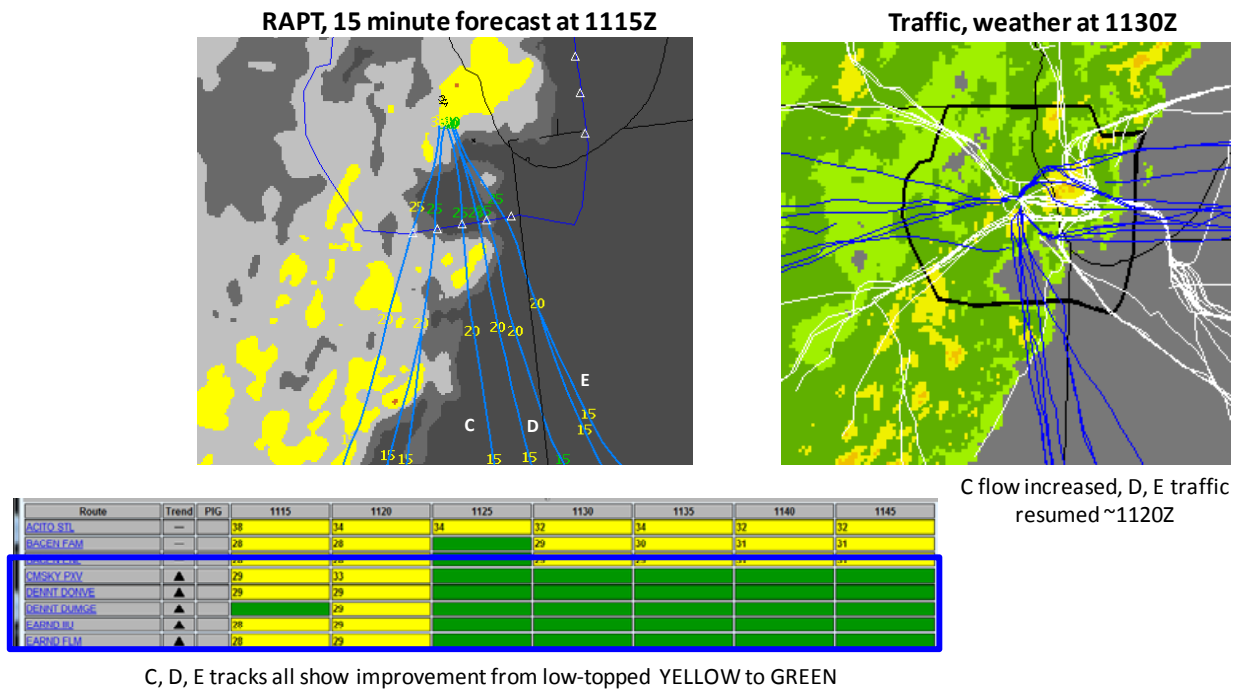 RAPT, 15 minute forecast at 1115Z
Traffic, weather at 1130Z
25 25 25 25 25 25
20 20 20 20 20 20
C D E
15 15 15 15 15 15 15
C flow increased, D, E traffic
resumed ~1120Z
Route Trend PIG 1115 1120 1125 1130 1135 1140 1145
ACITO STL — 38 34 34 32 34 32 32
BACEN FAM — 28 28 29 30 31 31
CMSKY PXV ▲ 29 33
DENNT DONVE ▲ 29 29
DENNT DUMGE ▲ 29
EARND IIU ▲ 28 29
EARND FLM ▲ 28 29
C, D, E tracks all show improvement from low-topped YELLOW to GREEN